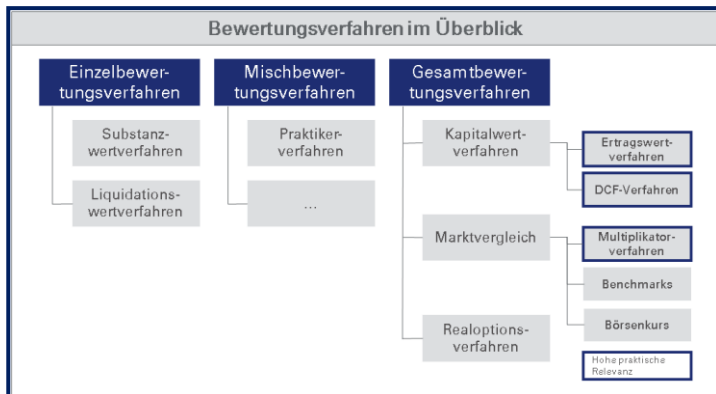 Bewertungsverfahren im Überblick
Einzelbewer-
tungsverfahren
Substanz-
wertverfahren
Liquidations-
wertverfahren
Mischbewer-
tungsverfahren
Praktiker-
verfahren
...
Gesamtbewer-
tungsverfahren
Kapitalwert-
verfahren
Ertragswert-
verfahren
DCF-Verfahren
Marktvergleich
Multiplikator-
verfahren
Benchmarks
Börsenkurs
Realoptions-
verfahren
Hohe praktische
Relevanz